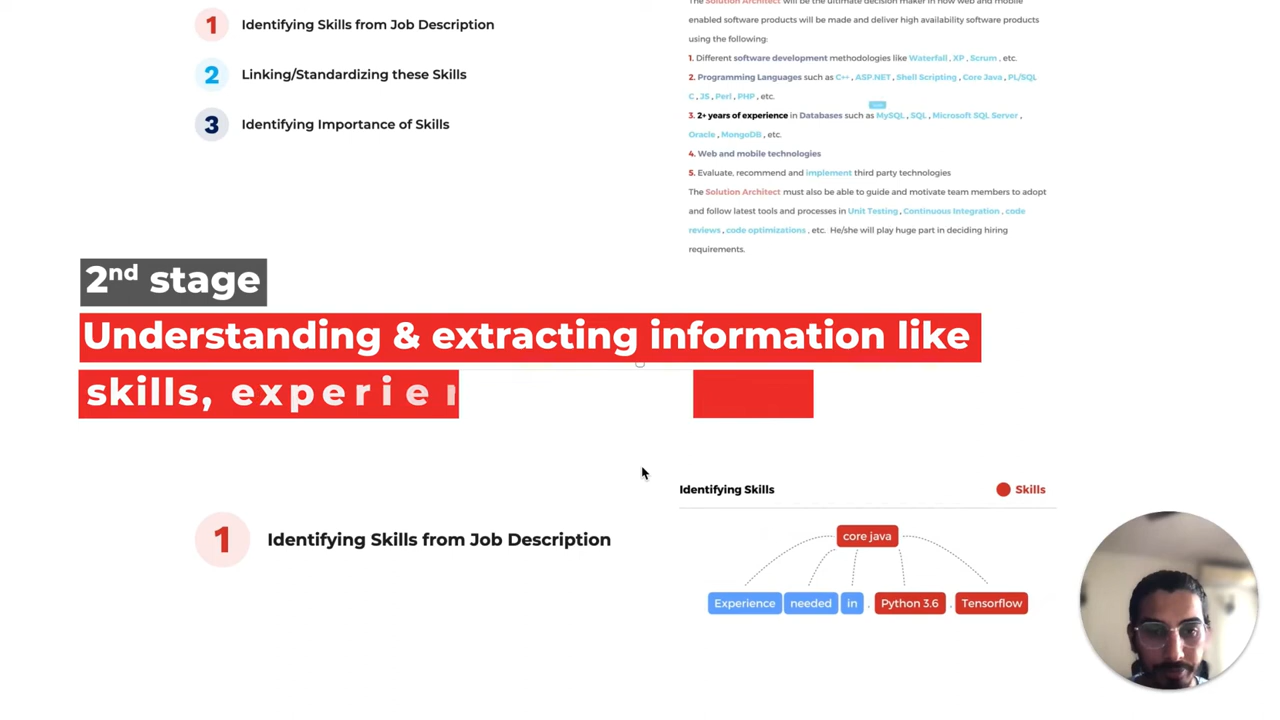 1 Identifying Skills from Job Description
2 Linking/Standardizing these Skills
3 Identifying Importance of Skills
The Solution Architect will be the ultimate decision maker in how web and mobile
enabled software products will be made and deliver high availability software products
using the following:
1. Different software development methodologies like Waterfall , XP , Scrum , etc.
2. Programming Languages such as C++ , ASP.NET , Shell Scripting , Core Java , PL/SQL
C , JS , Perl , PHP , etc.
3. 2+ years of experience in Databases such as MySQL , SQL , Microsoft SQL Server ,
Oracle , MongoDB , etc.
4. Web and mobile technologies
5. Evaluate, recommend and implement third party technologies
The Solution Architect must also be able to guide and motivate team members to adopt
and follow latest tools and processes in Unit Testing , Continuous Integration , code
reviews , code optimizations , etc. He/she will play huge part in deciding hiring
requirements.
2nd stage
Understanding & extracting information like
skills, experie
1 Identifying Skills from Job Description
Identifying Skills
Skills
core java
Experience needed in , Python 3.6 , Tensorflow